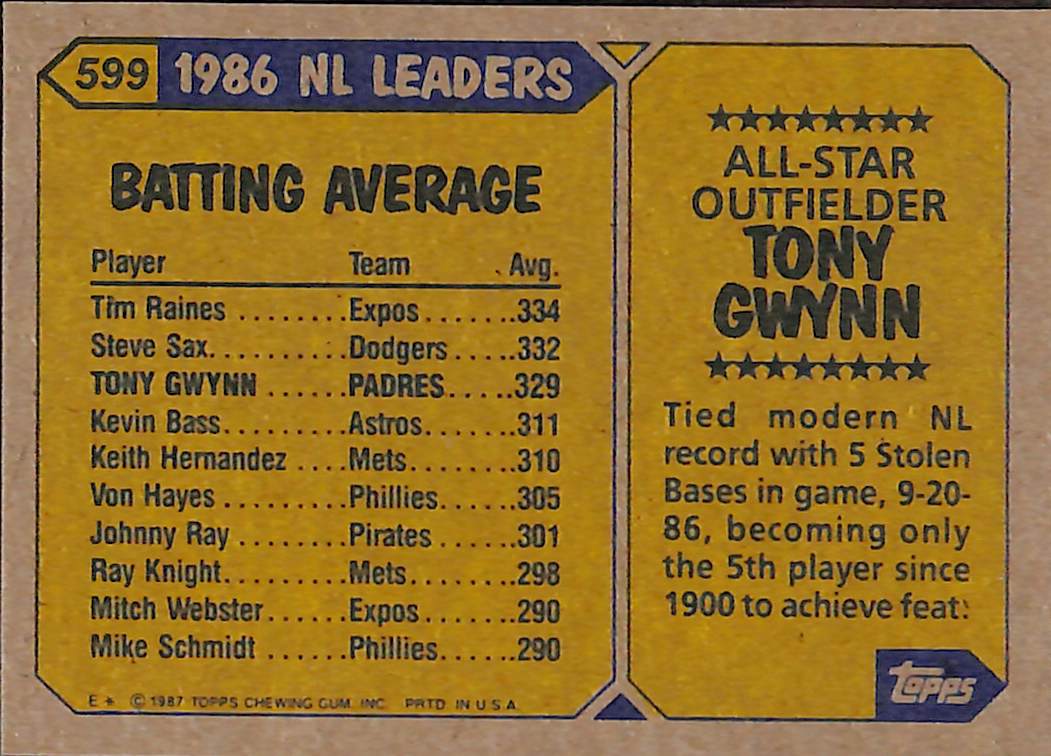 599 1986 NL LEADERS
BATTING AVERAGE
Player Team Avg.
Tim Raines ........Expos.......334
Steve Sax..........Dodgers.....332
TONY GWYNN ......PADRES.....329
Kevin Bass.........Astros.......311
Keith Hernandez ....Mets........310
Von Hayes .........Phillies......305
Johnny Ray ........Pirates ......301
Ray Knight.........Mets........298
Mitch Webster......Expos.......290
Mike Schmidt ......Phillies......290
E * © 1987 TOPPS CHEWING GUM, INC. PRTD. IN U.S.A.
ALL-STAR
OUTFIELDER
TONY
GWYNN
Tied modern NL
record with 5 Stolen
Bases in game, 9-20-
86, becoming only
the 5th player since
1900 to achieve feat.
TOPPS